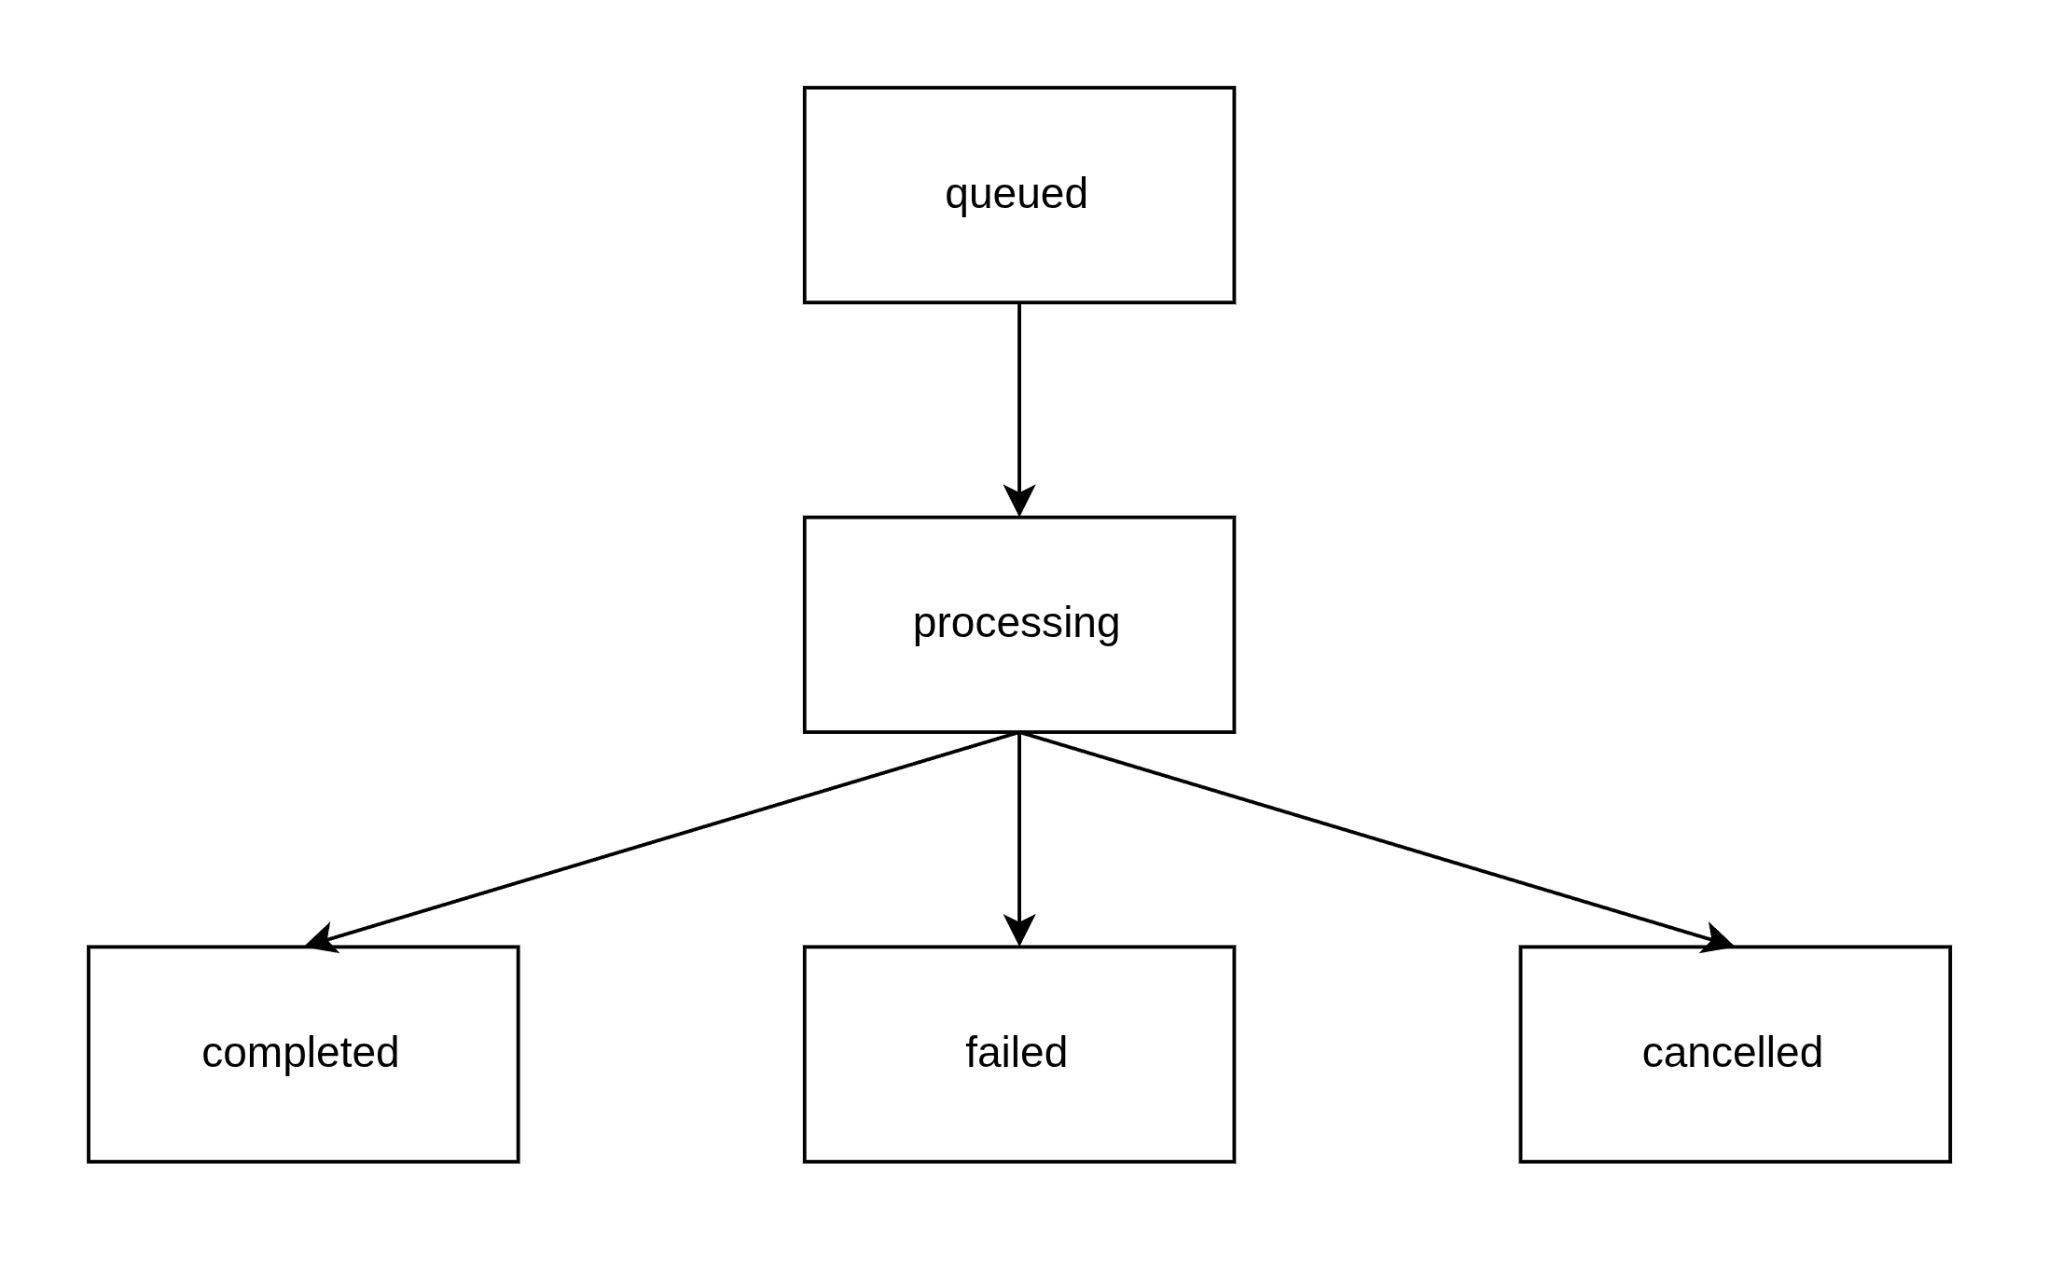 queued
processing
completed
failed
cancelled